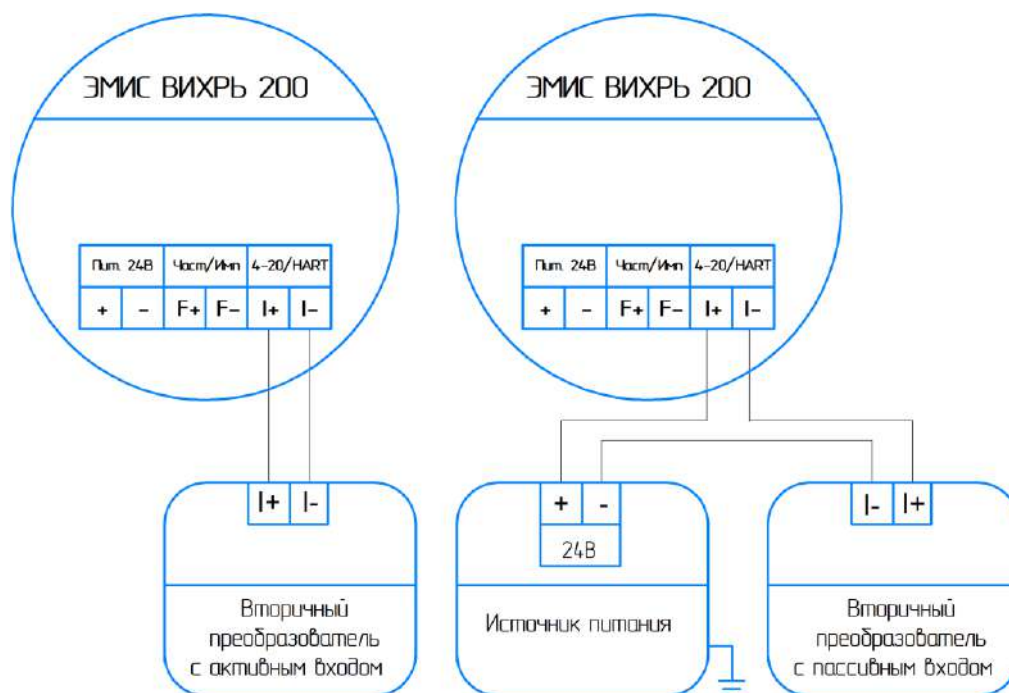 ЭМИС ВИХРЬ 200
Пит. 24В Част/Имп 4-20/HART
+ - F+ F- I+ I-
I+ I-
Вторичный
преобразователь
с активным входом
ЭМИС ВИХРЬ 200
Пит. 24В Част/Имп 4-20/HART
+ - F+ F- I+ I-
+ -
24В
Источник питания
I- I+
Вторичный
преобразователь
с пассивным входом